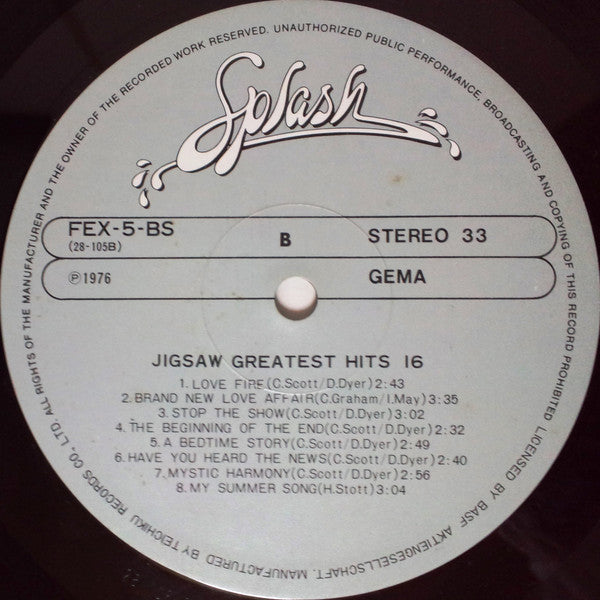 ALL RIGHTS OF THE MANUFACTURER AND THE OWNER OF THE RECORDED WORK RESERVED. UNAUTHORIZED PUBLIC PERFORMANCE, BROADCASTING AND COPYING OF THIS RECORD PROHIBITED LICENSED BY BASF AKTIENGESELLSCHAFT. MANUFACTURED BY TEICHIKU RECORDS CO., LTD.
Splash
FEX-5-BS
(28-105B)
B
STEREO 33
Ⓟ1976
GEMA
JIGSAW GREATEST HITS 16
1. LOVE FIRE(C.Scott/D.Dyer)2:43
2. BRAND NEW LOVE AFFAIR(C.Graham/I.May)3:35
3. STOP THE SHOW(C.Scott/D.Dyer)3:02
4. THE BEGINNING OF THE END(C.Scott/D.Dyer)2:32
5. A BEDTIME STORY(C.Scott/D.Dyer)2:49
6. HAVE YOU HEARD THE NEWS(C.Scott/D.Dyer)2:40
7. MYSTIC HARMONY(C.Scott/D.Dyer)2:56
8. MY SUMMER SONG(H.Stott)3:04